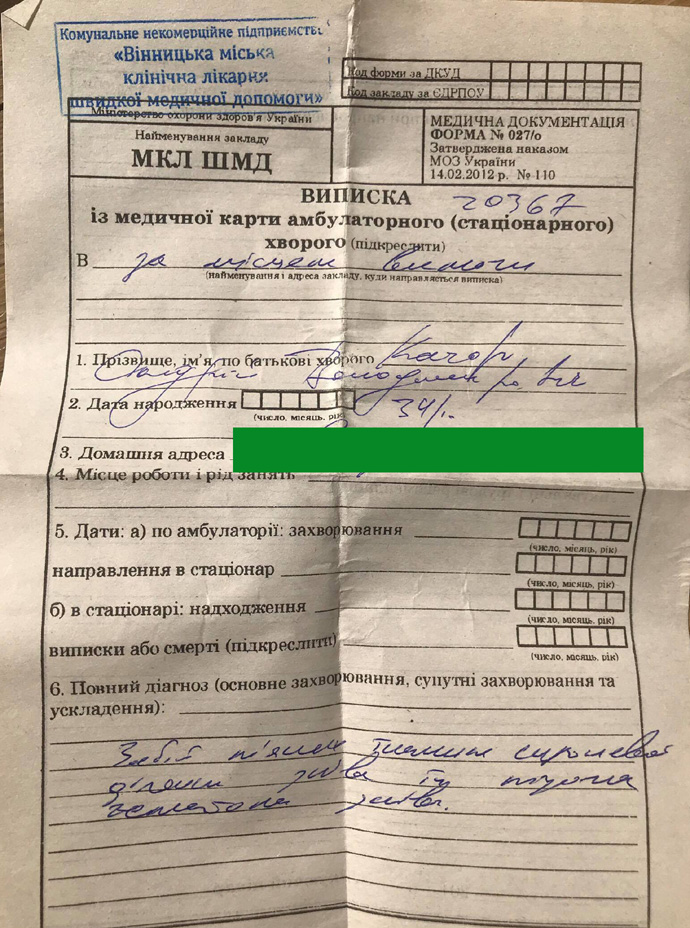 Комунальне некомерційне підприємство
«Вінницька міська
клінічна лікарня
швидкої медичної допомоги»
Код форми за ДКУД
Код закладу за ЄДРПОУ
Міністерство охорони здоров'я України
Найменування закладу
МКЛ ШМД
МЕДИЧНА ДОКУМЕНТАЦІЯ
ФОРМА № 027/о
Затверджена наказом
МОЗ України
14.02.2012 р. № 110
ВИПИСКА
20367
із медичної карти амбулаторного (стаціонарного)
хворого (підкреслити)
В за місцем вимоги
(найменування і адреса закладу, куди направляється виписка)
1. Прізвище, ім'я, по батькові хворого Качор
2. Дата народження 34
(число, місяць, рік)
3. Домашня адреса
4. Місце роботи і рід занять
5. Дати: а) по амбулаторії: захворювання
(число, місяць, рік)
направлення в стаціонар
(число, місяць, рік)
б) в стаціонарі: надходження
(число, місяць, рік)
виписки або смерті (підкреслити)
(число, місяць, рік)
6. Повний діагноз (основне захворювання, супутні захворювання та
ускладення):
Забій м'яких тканин
ділянки зліва
гематома зліва.